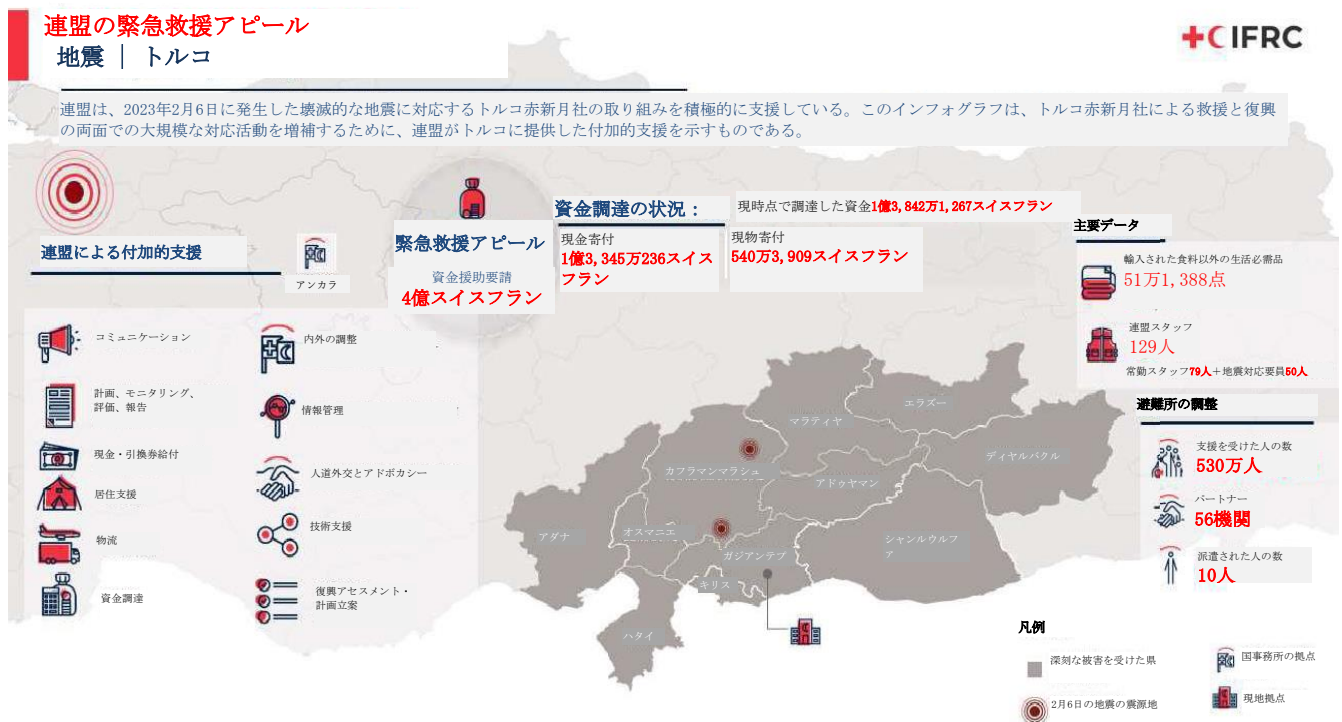 連盟の緊急救援アピール
地震 | トルコ
IFRC
連盟は、2023年2月6日に発生した壊滅的な地震に対応するトルコ赤新月社の取り組みを積極的に支援している。このインフォグラフは、トルコ赤新月社による救援と復興
の両面での大規模な対応活動を増補するために、連盟がトルコに提供した付加的支援を示すものである。
連盟による付加的支援
アンカラ
コミュニケーション
計画、モニタリング、
評価、報告
現金・引換券給付
居住支援
物流
資金調達
内外の調整
情報管理
人道外交とアドボカシー
技術支援
復興アセスメント・
計画立案
緊急救援アピール
資金援助要請
4億スイスフラン
資金調達の状況：
現時点で調達した資金1億3,842万1,267スイスフラン
現金寄付
1億3,345万236スイス
フラン
現物寄付
540万3,909スイスフラン
主要データ
輸入された食料以外の生活必需品
51万1,388点
連盟スタッフ
129人
常勤スタッフ79人＋地震対応要員50人
避難所の調整
支援を受けた人の数
530万人
パートナー
56機関
派遣された人の数
10人
エラズー
マラティヤ
ディヤルバクル
カフラマンマラシュ
アドゥヤマン
アダナ
オスマニエ
シャンルウルフ
ァ
ガジアンテプ
キリス
ハタイ
凡例
深刻な被害を受けた県
2月6日の地震の震源地
国事務所の拠点
現地拠点